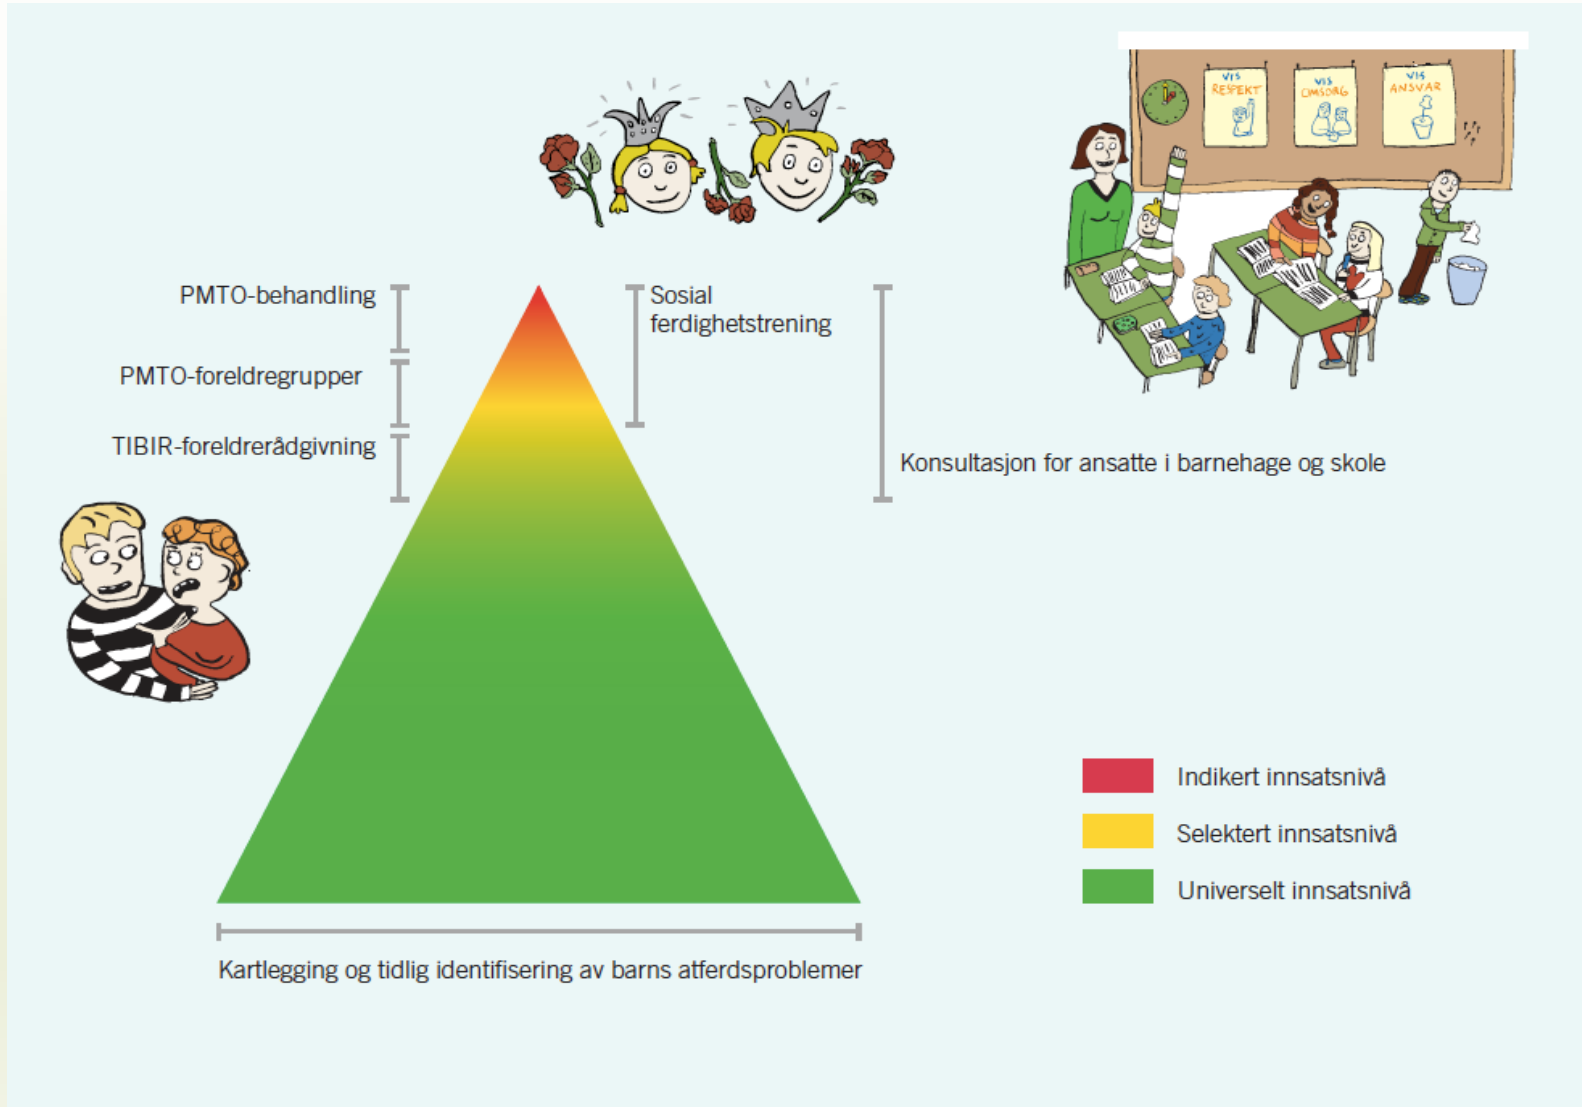 VIS
RESPEKT
VIS
OMSORG
VIS
ANSVAR
PMTO-behandling
Sosial
ferdighetstrening
PMTO-foreldregrupper
TIBIR-foreldrerådgivning
Konsultasjon for ansatte i barnehage og skole
Indikert innsatsnivå
Selektert innsatsnivå
Universelt innsatsnivå
Kartlegging og tidlig identifisering av barns atferdsproblemer